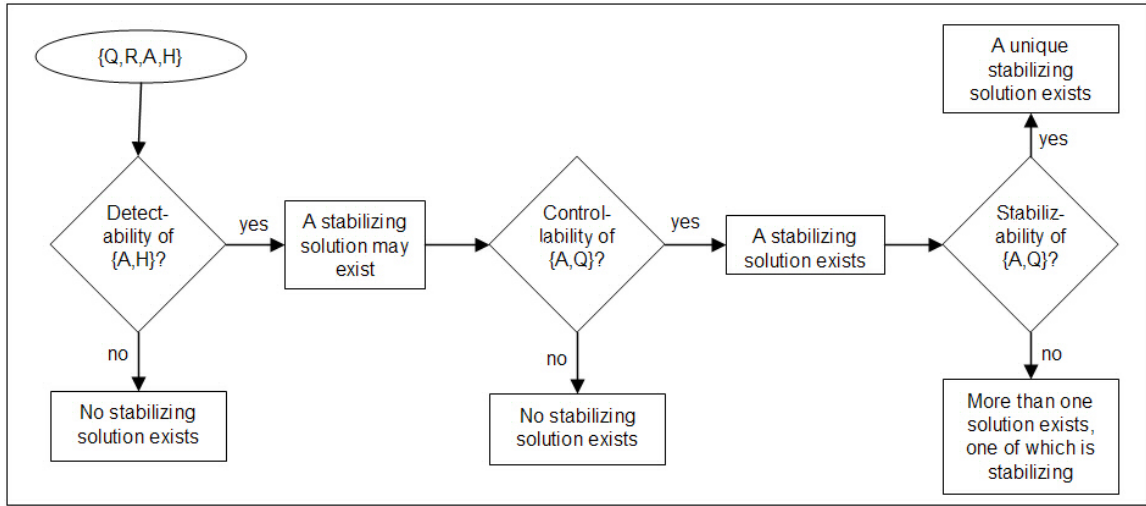 {Q,R,A,H}
Detect-
ability of
{A,H}?
yes
no
No stabilizing
solution exists
A stabilizing
solution may
exist
Control-
lability of
{A,Q}?
yes
no
No stabilizing
solution exists
A stabilizing
solution exists
Stabiliz-
ability of
{A,Q}?
yes
A unique
stabilizing
solution exists
no
More than one
solution exists,
one of which is
stabilizing